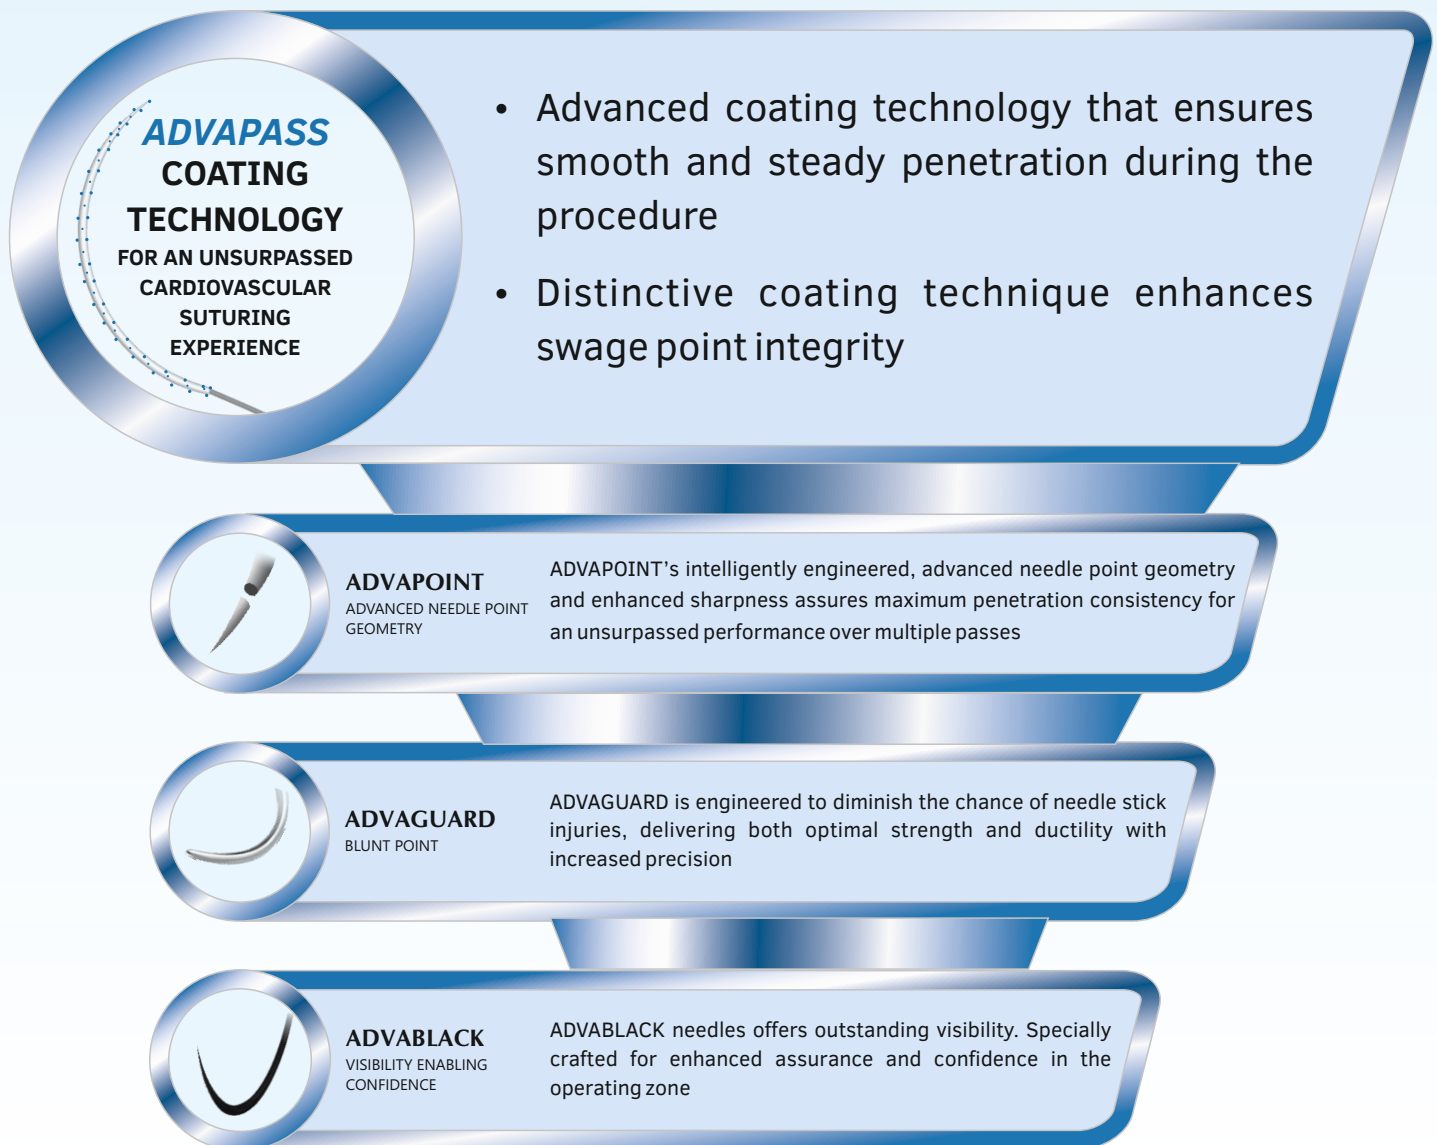 ADVAPASS
COATING
TECHNOLOGY
FOR AN UNSURPASSED
CARDIOVASCULAR
SUTURING
EXPERIENCE
• Advanced coating technology that ensures
smooth and steady penetration during the
procedure
• Distinctive coating technique enhances
swage point integrity
ADVAPOINT
ADVANCED NEEDLE POINT
GEOMETRY
ADVAPOINT's intelligently engineered, advanced needle point geometry
and enhanced sharpness assures maximum penetration consistency for
an unsurpassed performance over multiple passes
ADVAGUARD
BLUNT POINT
ADVAGUARD is engineered to diminish the chance of needle stick
injuries, delivering both optimal strength and ductility with
increased precision
ADVABLACK
VISIBILITY ENABLING
CONFIDENCE
ADVABLACK needles offers outstanding visibility. Specially
crafted for enhanced assurance and confidence in the
operating zone